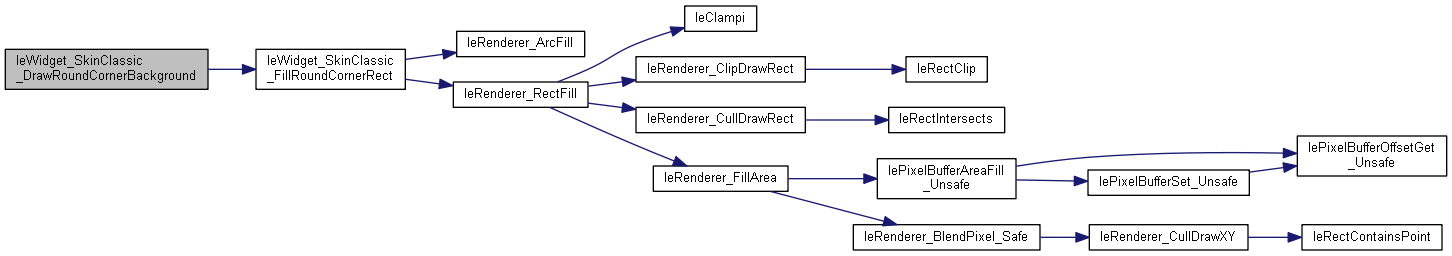 leWidget_SkinClassic
_DrawRoundCornerBackground
leWidget_SkinClassic
_FillRoundCornerRect
leRenderer_ArcFill
leRenderer_RectFill
leClampi
leRenderer_ClipDrawRect
leRectClip
leRenderer_CullDrawRect
leRectIntersects
leRenderer_FillArea
lePixelBufferAreaFill
_Unsafe
lePixelBufferSet_Unsafe
lePixelBufferOffsetGet
_Unsafe
leRenderer_BlendPixel_Safe
leRenderer_CullDrawXY
leRectContainsPoint